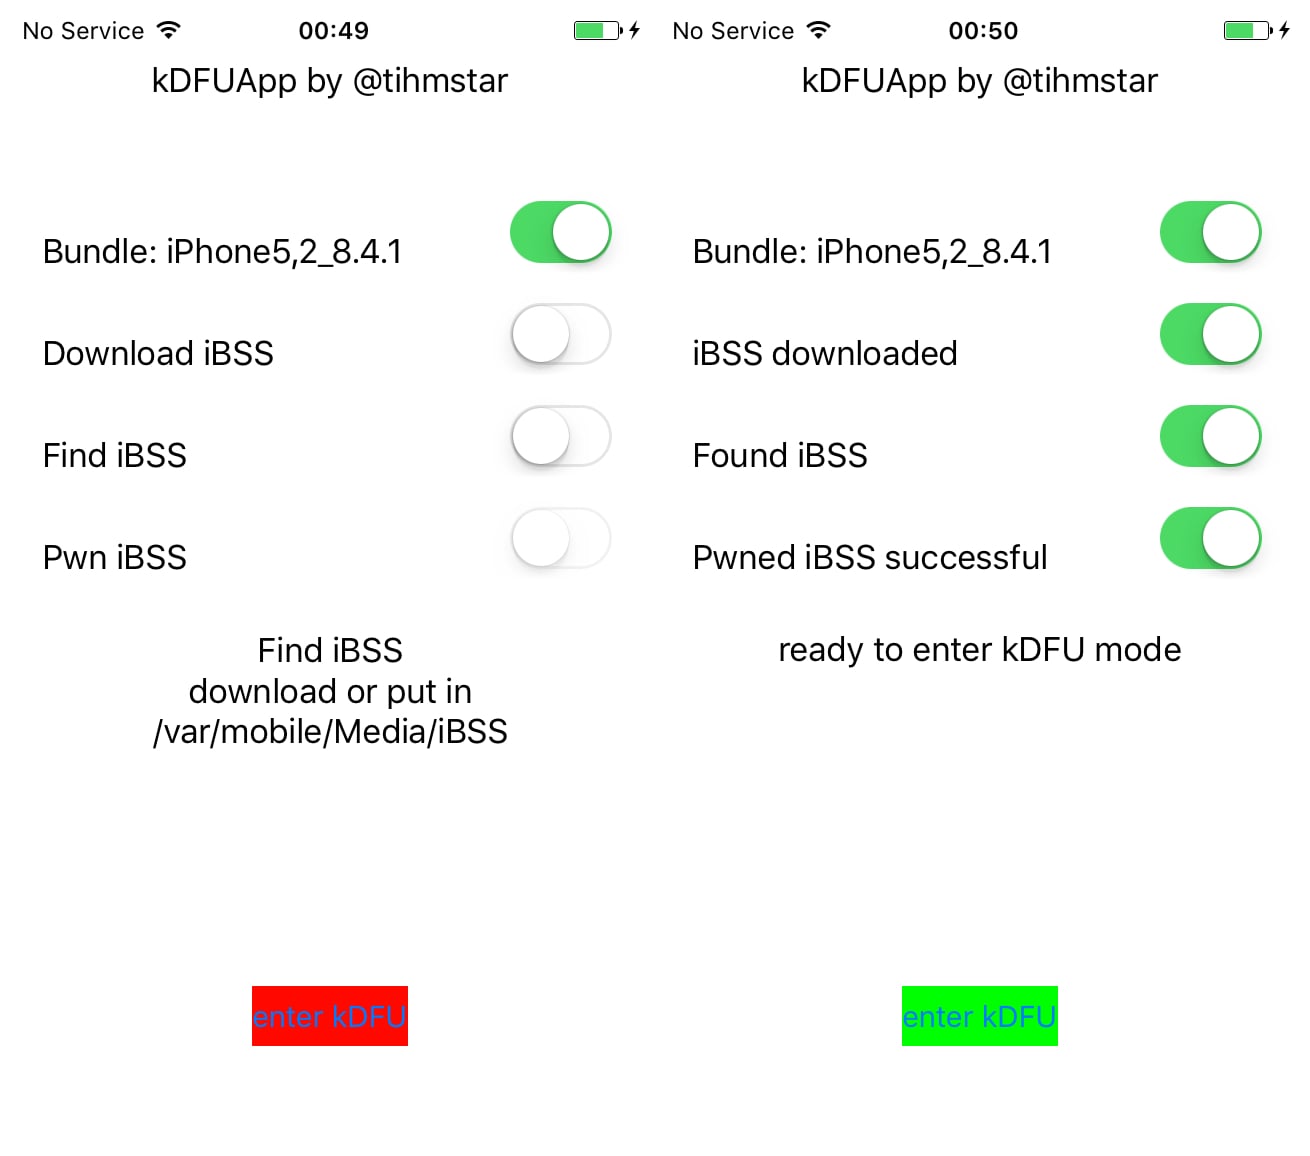 No Service 00:49
kDFUApp by @tihmstar
Bundle: iPhone5,2_8.4.1
Download iBSS
Find iBSS
Pwn iBSS
Find iBSS
download or put in
/var/mobile/Media/iBSS
enter kDFU
No Service 00:50
kDFUApp by @tihmstar
Bundle: iPhone5,2_8.4.1
iBSS downloaded
Found iBSS
Pwned iBSS successful
ready to enter kDFU mode
enter kDFU